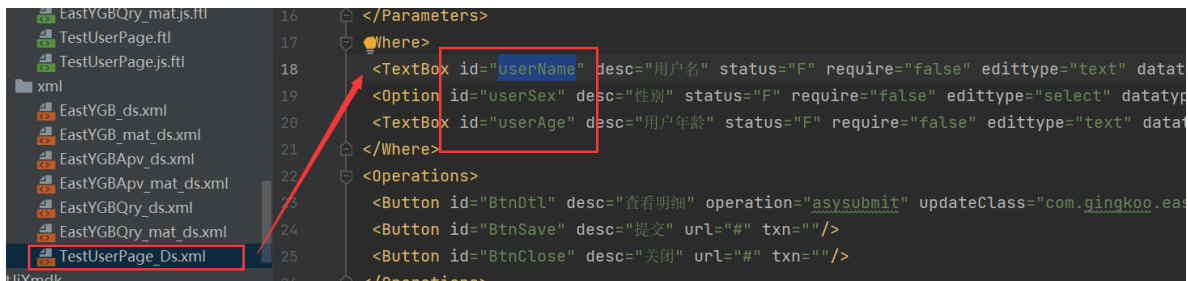 EastYGBQry_mat.js.ftl
TestUserPage.ftl
TestUserPage.js.ftl
xml
EastYGB_ds.xml
EastYGB_mat_ds.xml
EastYGBApv_ds.xml
EastYGBApv_mat_ds.xml
EastYGBQry_ds.xml
EastYGBQry_mat_ds.xml
TestUserPage_Ds.xml
16 </Parameters>
17 <Where>
18 <TextBox id="userName" desc="用户名" status="F" require="false" edittype="text" datat
19 <Option id="userSex" desc="性别" status="F" require="false" edittype="select" datatyp
20 <TextBox id="userAge" desc="用户年龄" status="F" require="false" edittype="text" datat
21 </Where>
22 <Operations>
23 <Button id="BtnDtl" desc="查看明细" operation="asysubmit" updateClass="com.gingkoo.eas
24 <Button id="BtnSave" desc="提交" url="#" txn=""/>
25 <Button id="BtnClose" desc="关闭" url="#" txn=""/>